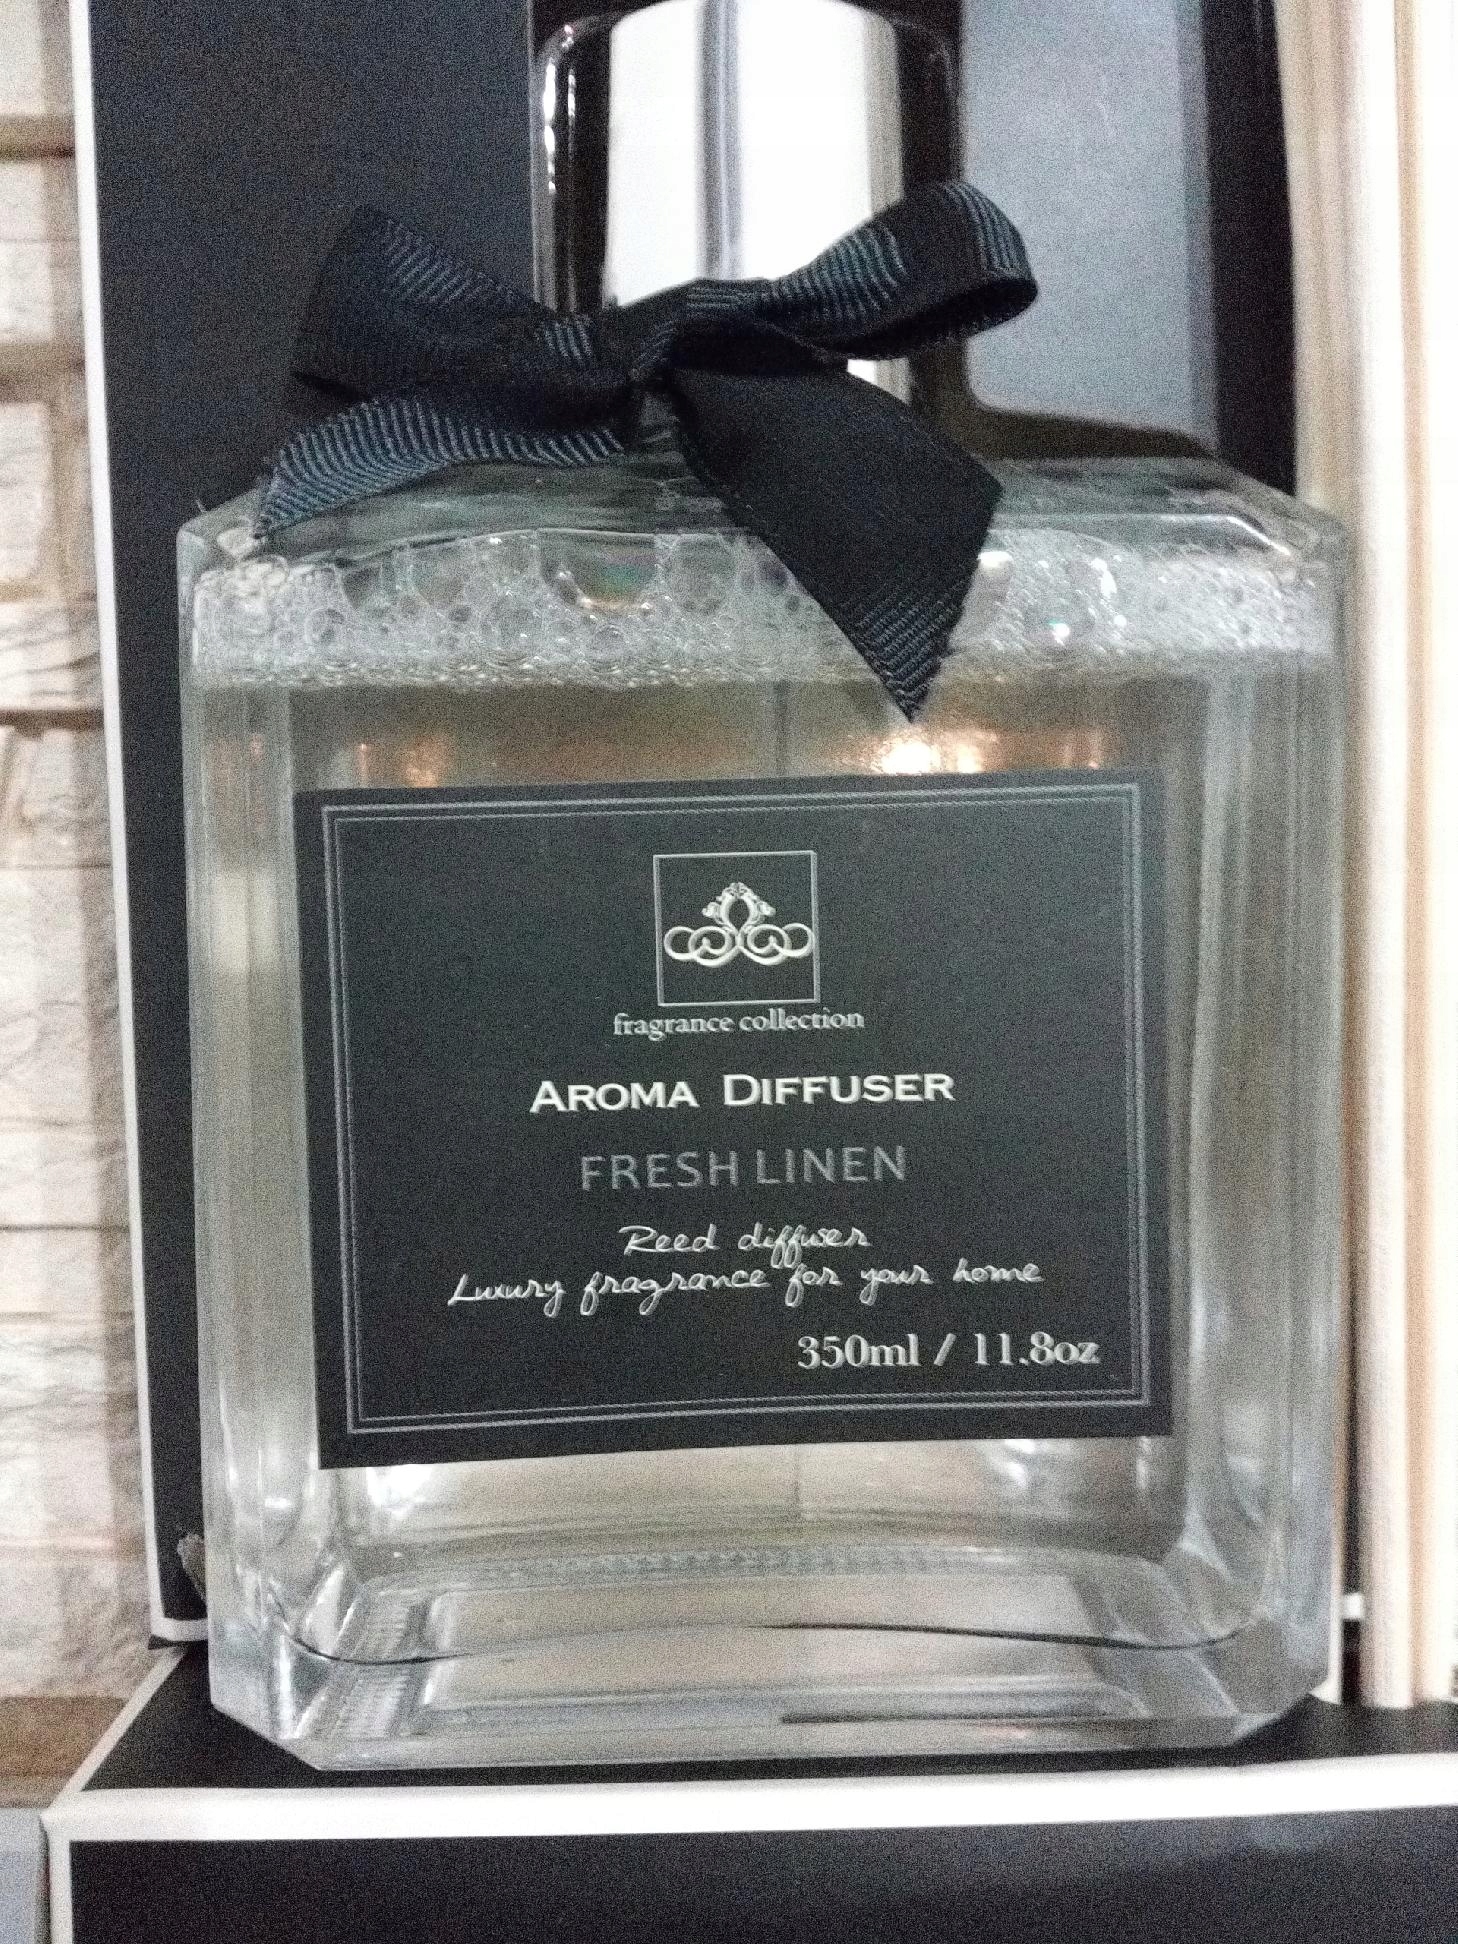 fragrance collection
AROMA DIFFUSER
FRESH LINEN
Reed diffuser
Luxury fragrance for your home
350ml / 11.8oz